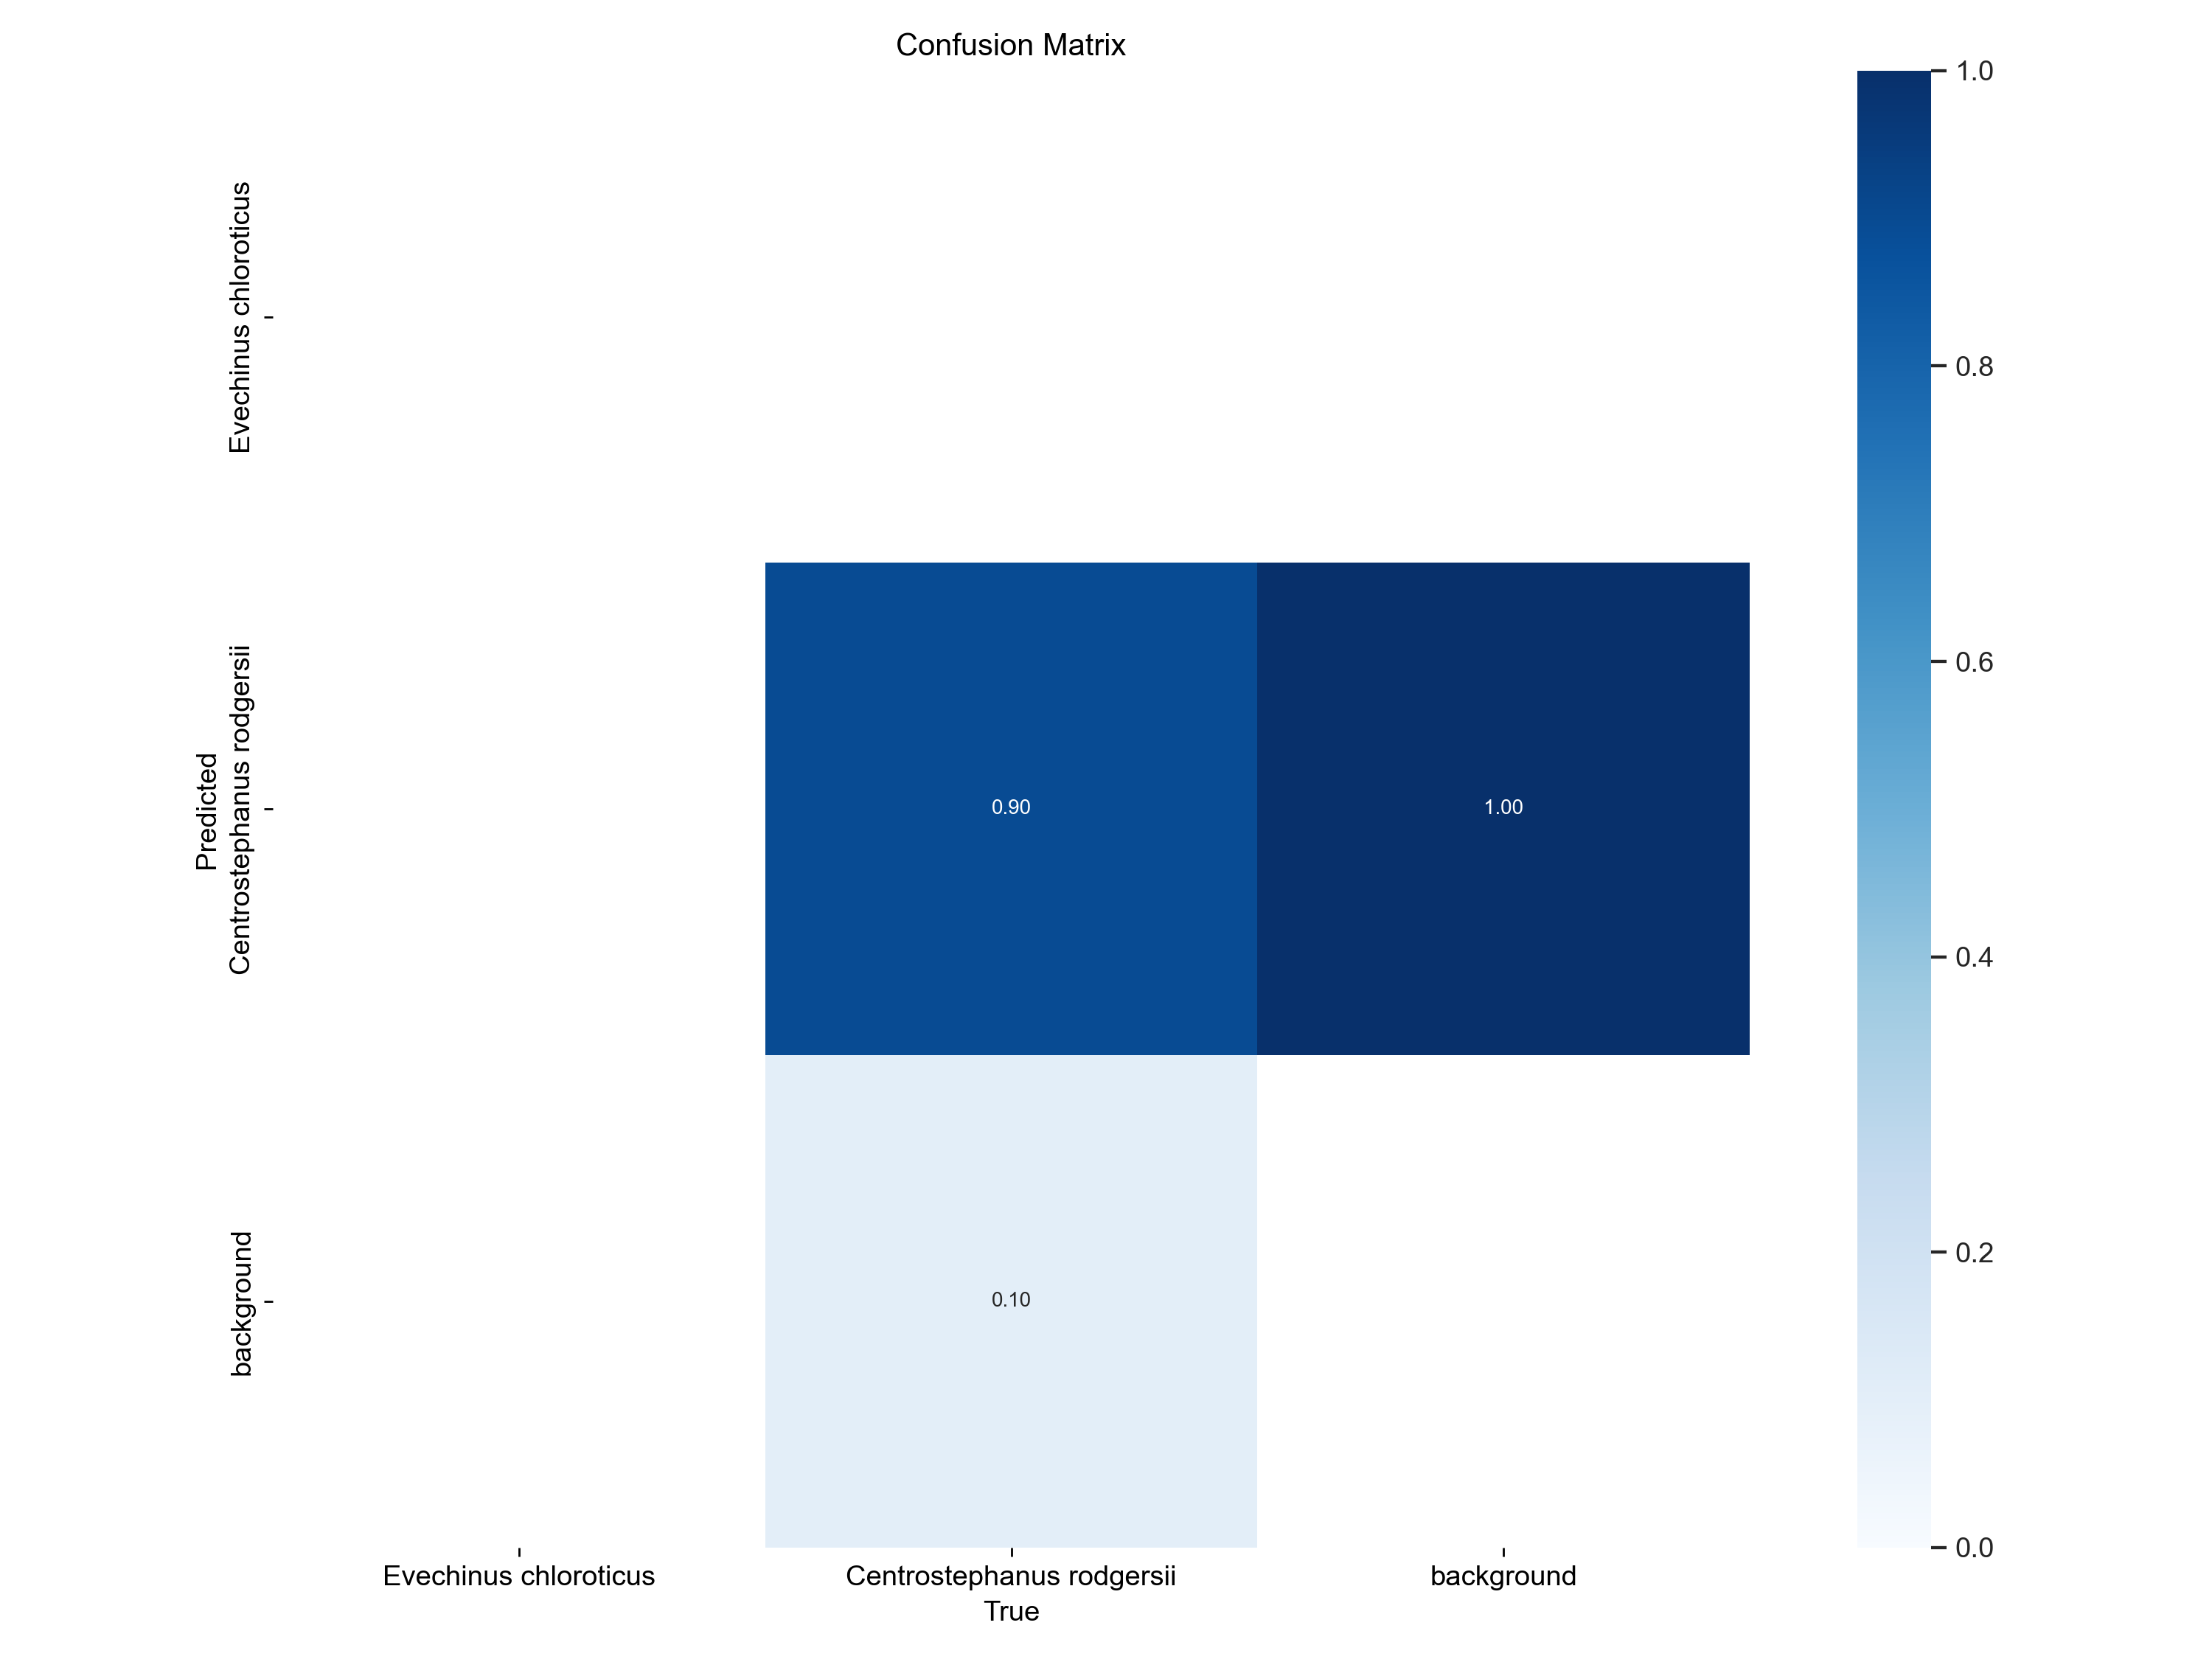 Confusion Matrix
Evechinus chloroticus
Centrostephanus rodgersii
background
Predicted
0.90
1.00
0.10
Evechinus chloroticus
Centrostephanus rodgersii
background
True
1.0
0.8
0.6
0.4
0.2
0.0